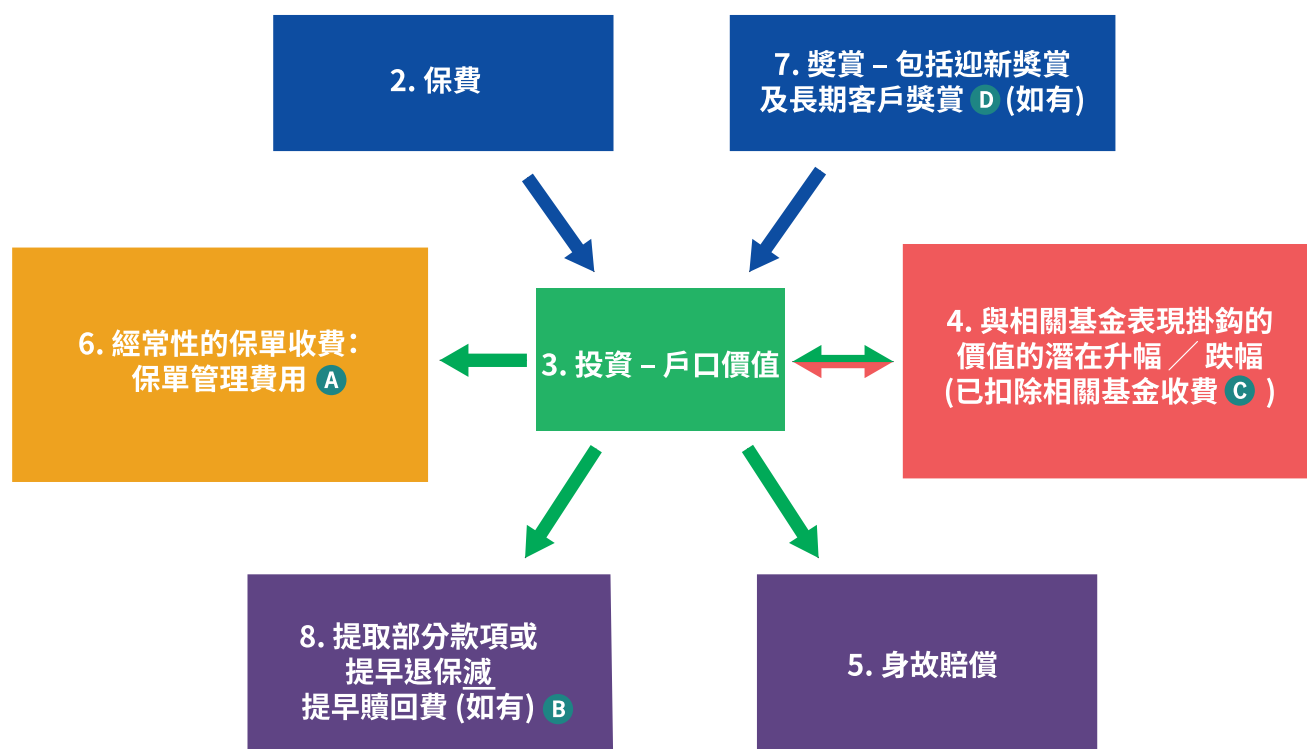 2. 保費
7. 獎賞 – 包括迎新獎賞
及長期客戶獎賞 D (如有)
6. 經常性的保單收費：
保單管理費用 A
3. 投資 – 戶口價值
4. 與相關基金表現掛鈎的
價值的潛在升幅 ／ 跌幅
(已扣除相關基金收費 C )
8. 提取部分款項或
提早退保減
提早贖回費 (如有) B
5. 身故賠償